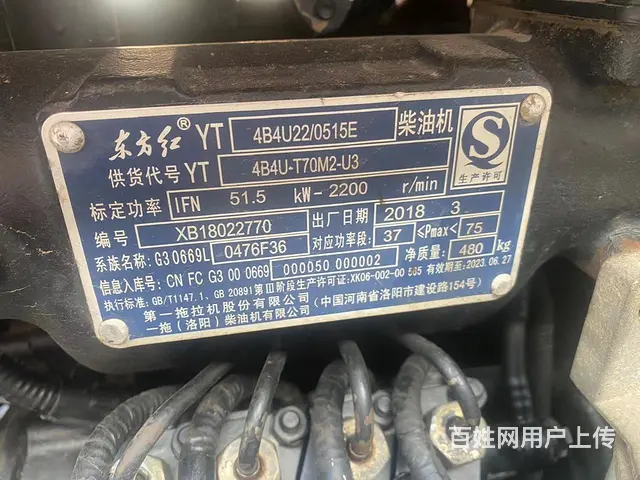 东方红® YT 4B4U22/0515E 柴油机
供货代号 YT 4B4U-T70M2-U3
标定功率 IFN 51.5 kW-2200 r/min
编号 XB18022770 出厂日期 2018 3
系族名称: G3 0669L 0476F36 对应功率段: 37 <Pmax< 75 净质量: 480 kg
信息入库号: CN FC G3 00 0669 000050 000002
执行标准: GB/T1147.1、GB 20891第Ⅲ阶段 生产许可证: XK06-002-00 505 有效期至: 2023.06.27
第一拖拉机股份有限公司 (中国河南省洛阳市建设路154号)
一拖(洛阳)柴油机有限公司
生产许可
百姓网用户上传